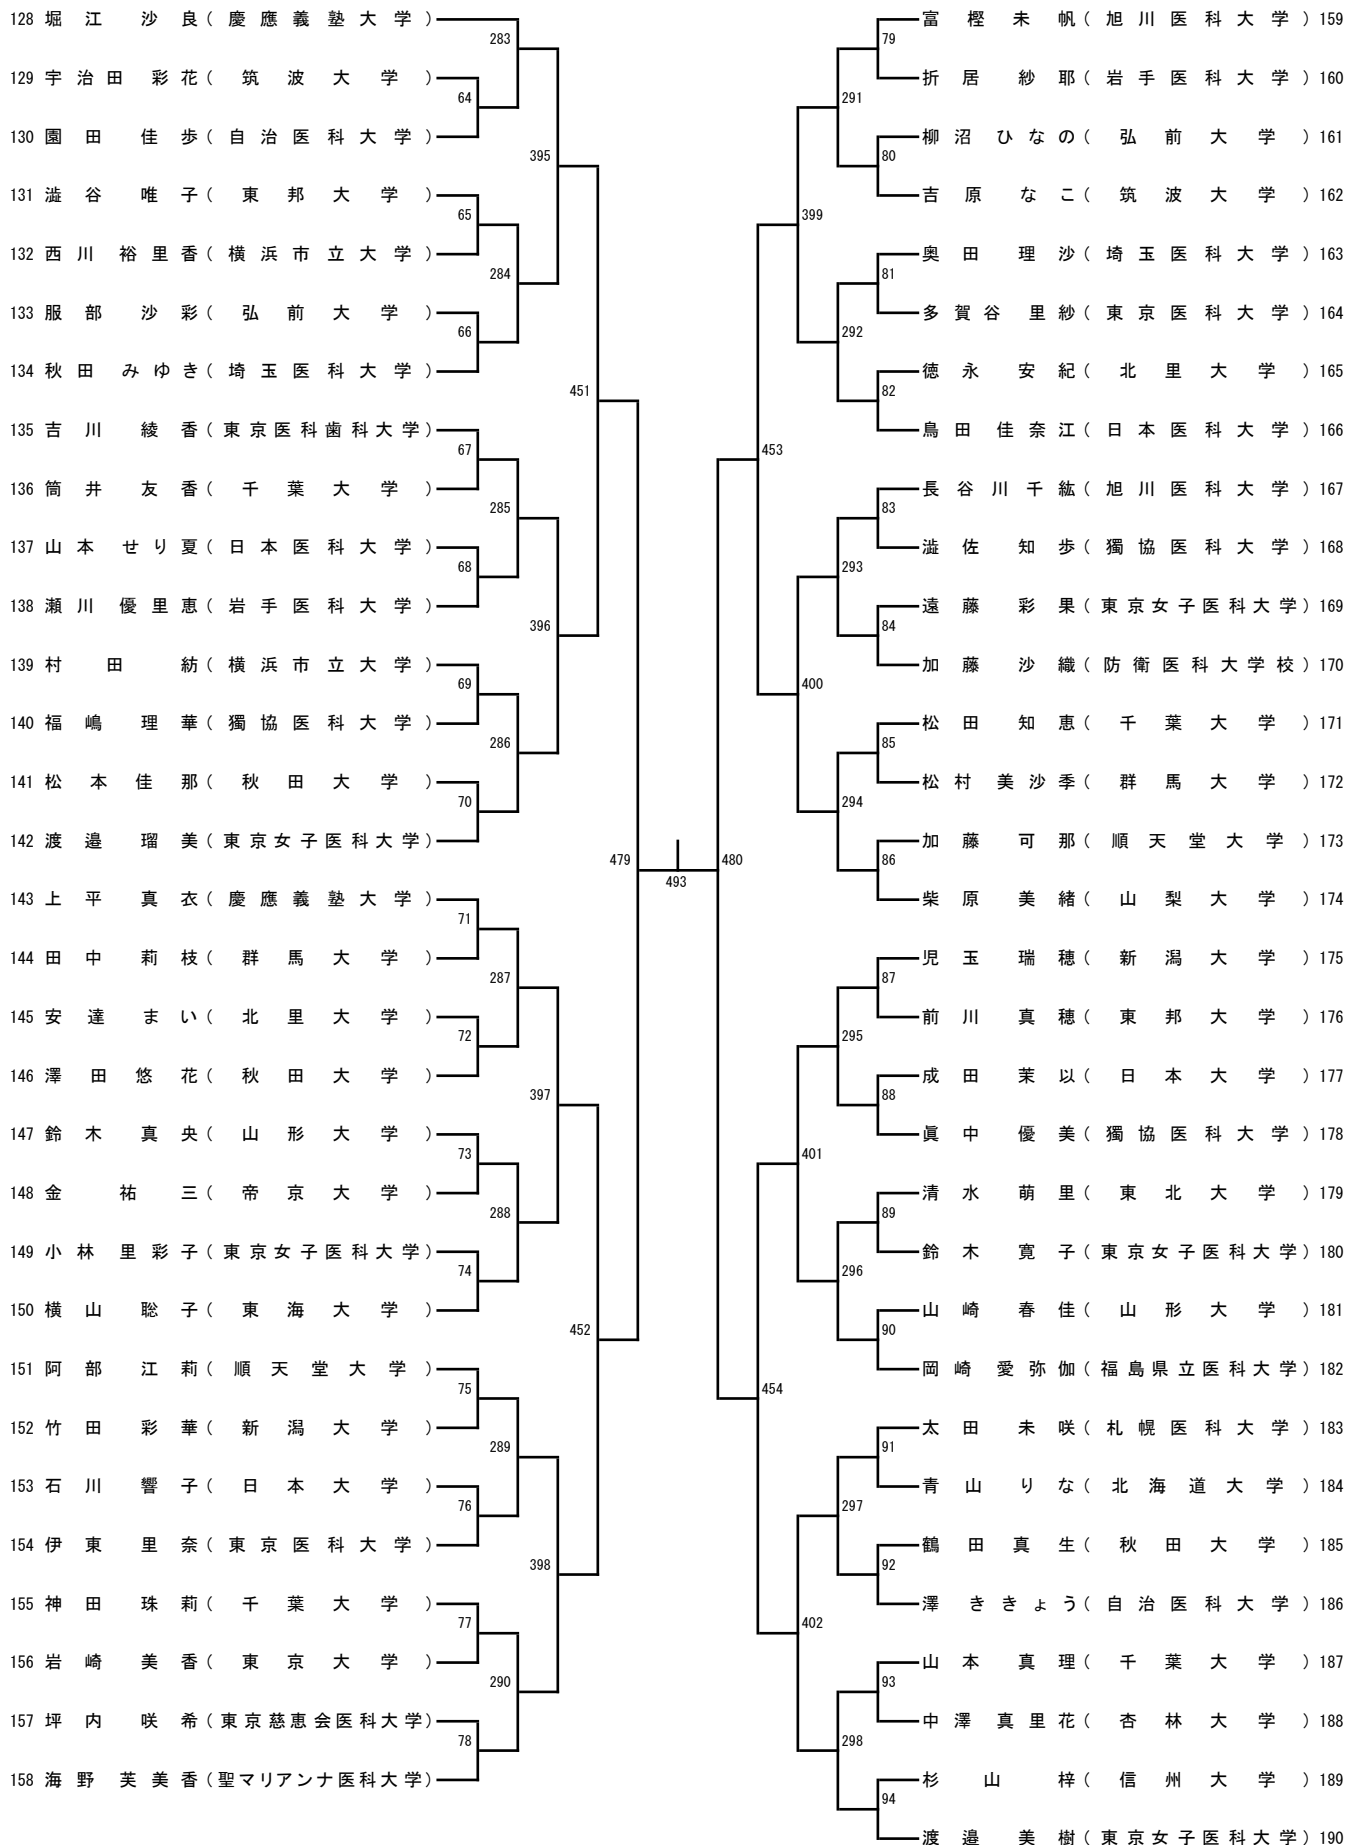 128 堀江 沙良(慶應義塾大学)
129 宇治田 彩花(筑波大学)
130 園田 佳歩(自治医科大学)
131 澁谷 唯子(東邦大学)
132 西川 裕里香(横浜市立大学)
133 服部 沙彩(弘前大学)
134 秋田 みゆき(埼玉医科大学)
135 吉川 綾香(東京医科歯科大学)
136 筒井 友香(千葉大学)
137 山本 せり夏(日本医科大学)
138 瀬川 優里恵(岩手医科大学)
139 村田 紡(横浜市立大学)
140 福嶋 理華(獨協医科大学)
141 松本 佳那(秋田大学)
142 渡邉 瑠美(東京女子医科大学)
143 上平 真衣(慶應義塾大学)
144 田中 莉枝(群馬大学)
145 安達 まい(北里大学)
146 澤田 悠花(秋田大学)
147 鈴木 真央(山形大学)
148 金 祐三(帝京大学)
149 小林 里彩子(東京女子医科大学)
150 横山 聡子(東海大学)
151 阿部 江莉(順天堂大学)
152 竹田 彩華(新潟大学)
153 石川 響子(日本大学)
154 伊東 里奈(東京医科大学)
155 神田 珠莉(千葉大学)
156 岩崎 美香(東京大学)
157 坪内 咲希(東京慈恵会医科大学)
158 海野 芙美香(聖マリアンナ医科大学)
64
65
66
67
68
69
70
71
72
73
74
75
76
77
78
283
284
285
286
287
288
289
290
395
396
397
398
451
452
479
493
480
453
454
399
400
401
402
291
292
293
294
295
296
297
298
79
80
81
82
83
84
85
86
87
88
89
90
91
92
93
94
富樫 未帆(旭川医科大学)159
折居 紗耶(岩手医科大学)160
柳沼 ひなの(弘前大学)161
吉原 なこ(筑波大学)162
奥田 理沙(埼玉医科大学)163
多賀谷 里紗(東京医科大学)164
徳永 安紀(北里大学)165
鳥田 佳奈江(日本医科大学)166
長谷川千紘(旭川医科大学)167
澁佐 知歩(獨協医科大学)168
遠藤 彩果(東京女子医科大学)169
加藤 沙織(防衛医科大学校)170
松田 知恵(千葉大学)171
松村 美沙季(群馬大学)172
加藤 可那(順天堂大学)173
柴原 美緒(山梨大学)174
児玉 瑞穂(新潟大学)175
前川 真穂(東邦大学)176
成田 茉以(日本大学)177
眞中 優美(獨協医科大学)178
清水 萌里(東北大学)179
鈴木 寛子(東京女子医科大学)180
山崎 春佳(山形大学)181
岡崎 愛弥伽(福島県立医科大学)182
太田 未咲(札幌医科大学)183
青山 りな(北海道大学)184
鶴田 真生(秋田大学)185
澤 ききょう(自治医科大学)186
山本 真理(千葉大学)187
中澤 真里花(杏林大学)188
杉山 梓(信州大学)189
渡邉 美樹(東京女子医科大学)190